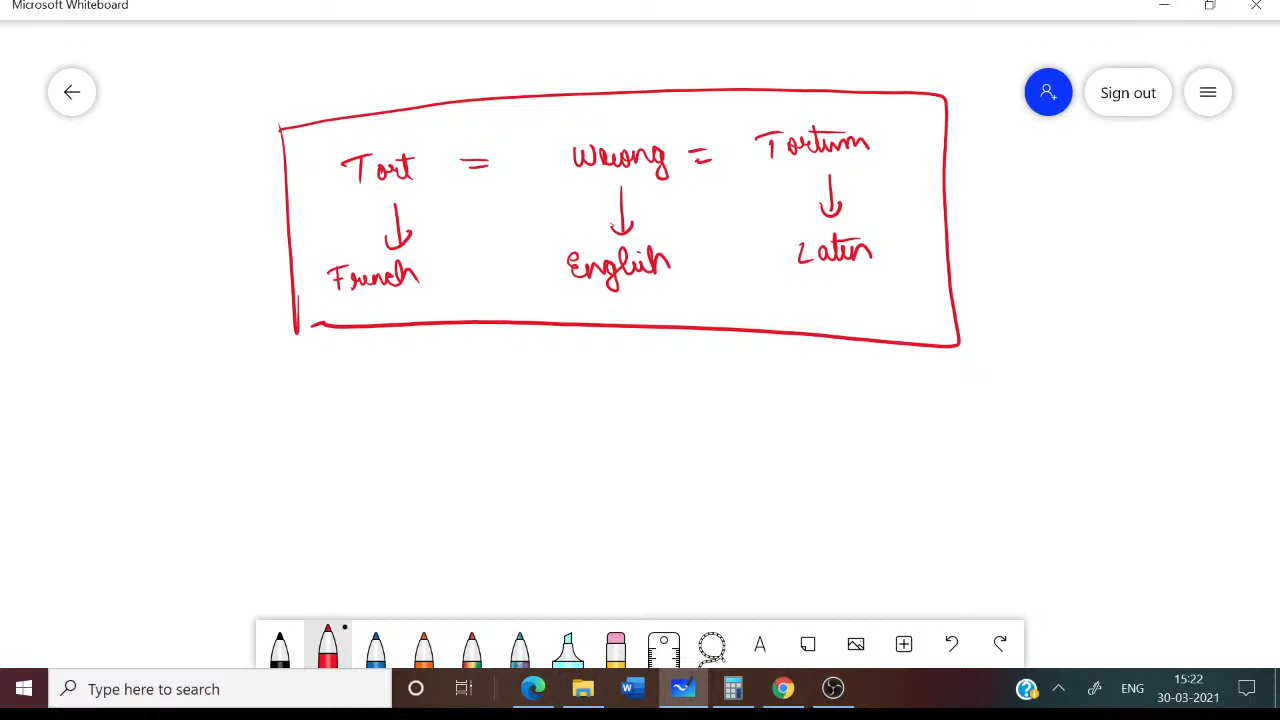 Microsoft Whiteboard
Sign out
Tort = Wrong = Tortum
French English Latin
A
Type here to search
ENG
15:22
30-03-2021